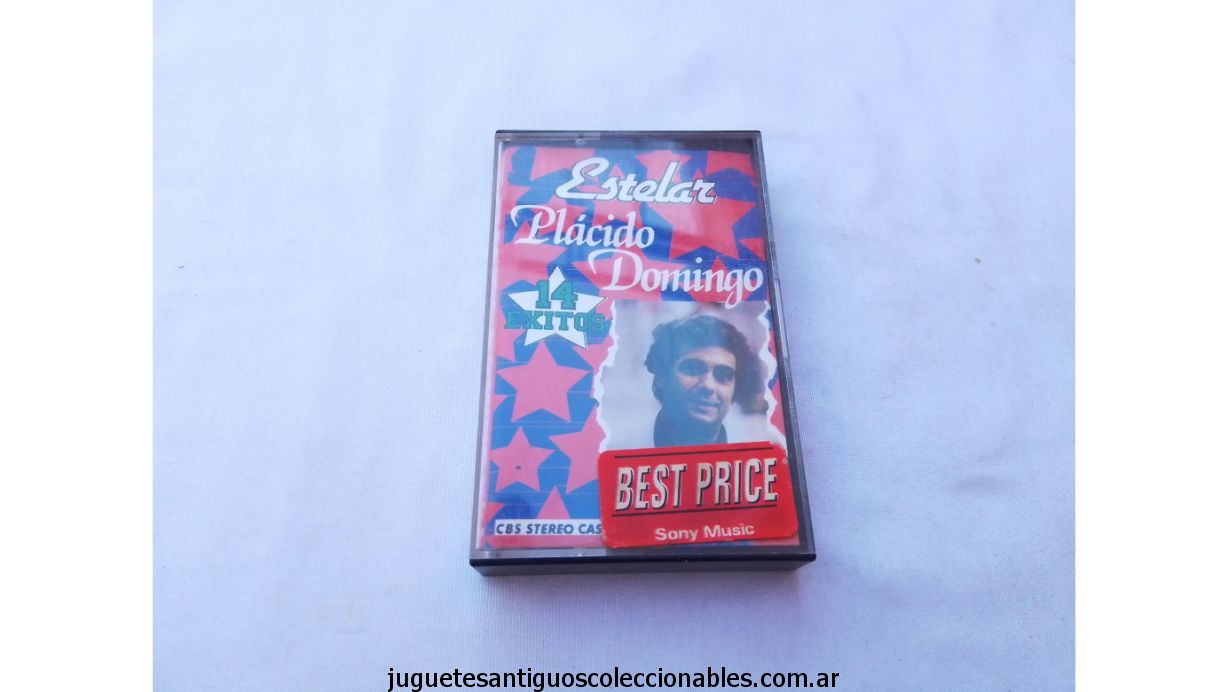 Estelar
Plácido
Domingo
14
EXITOS
BEST PRICE
Sony Music
CBS STEREO CAS
juguetesantiguoscoleccionables.com.ar